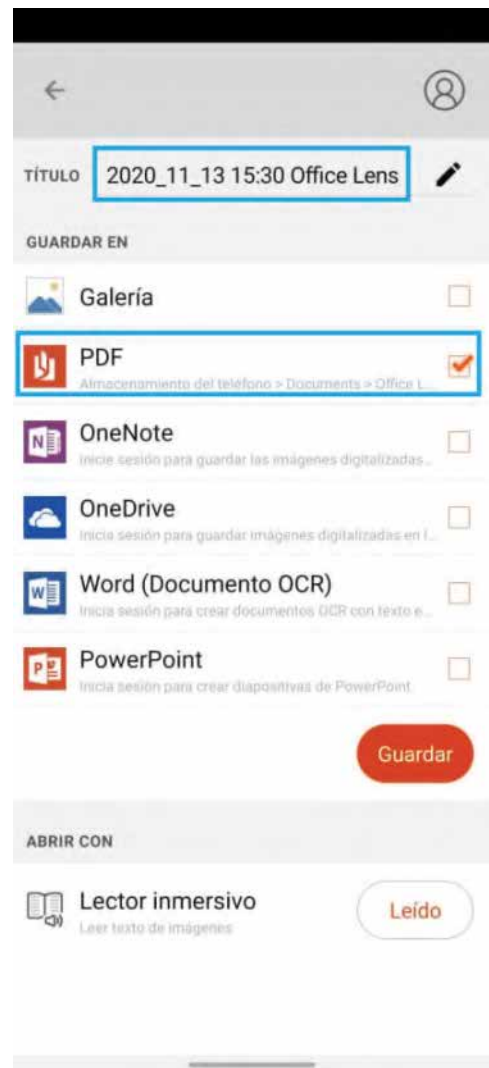 TÍTULO 2020_11_13 15:30 Office Lens
GUARDAR EN
Galería
PDF
Almacenamiento del teléfono > Documents > Office L...
OneNote
Inicie sesión para guardar las imágenes digitalizadas...
OneDrive
Inicia sesión para guardar imágenes digitalizadas en l...
Word (Documento OCR)
Inicia sesión para crear documentos OCR con texto e...
PowerPoint
Inicia sesión para crear diapositivas de PowerPoint
Guardar
ABRIR CON
Lector inmersivo
Leer texto de imágenes
Leído